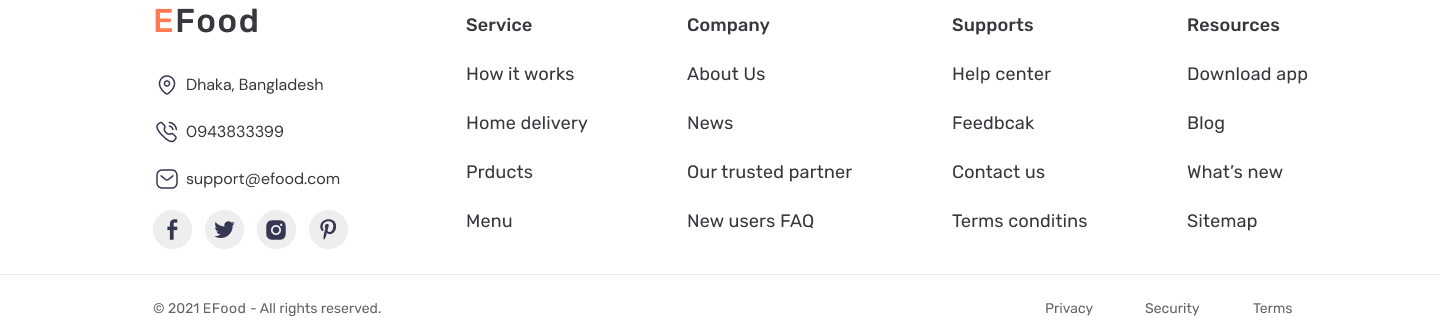 EFood
Dhaka, Bangladesh
0943833399
support@efood.com
Service
How it works
Home delivery
Prducts
Menu
Company
About Us
News
Our trusted partner
New users FAQ
Supports
Help center
Feedbcak
Contact us
Terms conditins
Resources
Download app
Blog
What’s new
Sitemap
© 2021 EFood - All rights reserved.
Privacy
Security
Terms